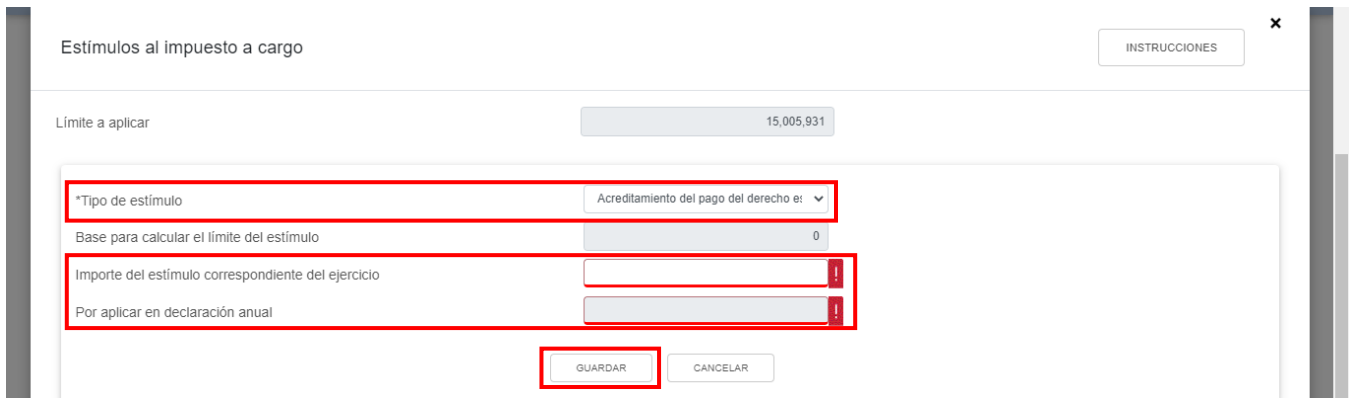 ×
Estímulos al impuesto a cargo
INSTRUCCIONES
Límite a aplicar
15,005,931
*Tipo de estímulo
Acreditamiento del pago del derecho es
Base para calcular el límite del estímulo
0
Importe del estímulo correspondiente del ejercicio
!
Por aplicar en declaración anual
!
GUARDAR
CANCELAR